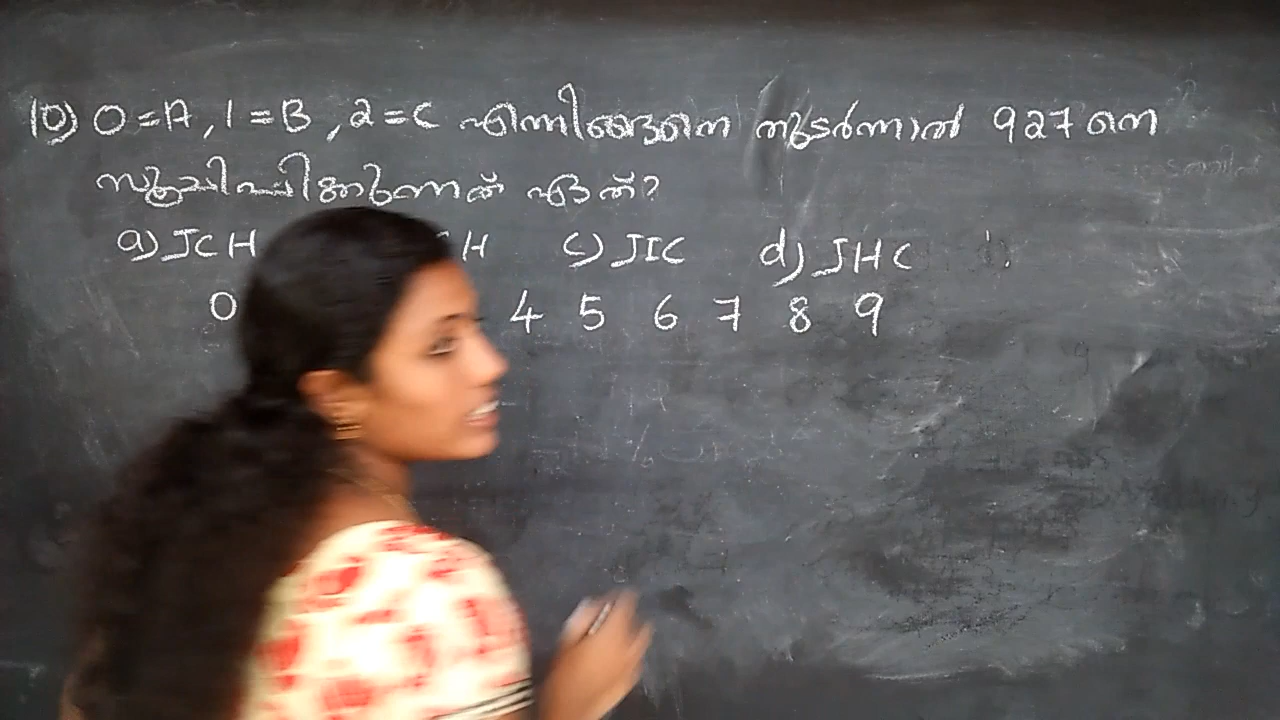 10) 0=A, 1=B, 2=C എന്നിങ്ങനെ തുടർന്നാൽ 927 നെ
സൂചിപ്പിക്കുന്നത് ഏത്?
a) JCH CH c) JIC d) JHC
0 4 5 6 7 8 9